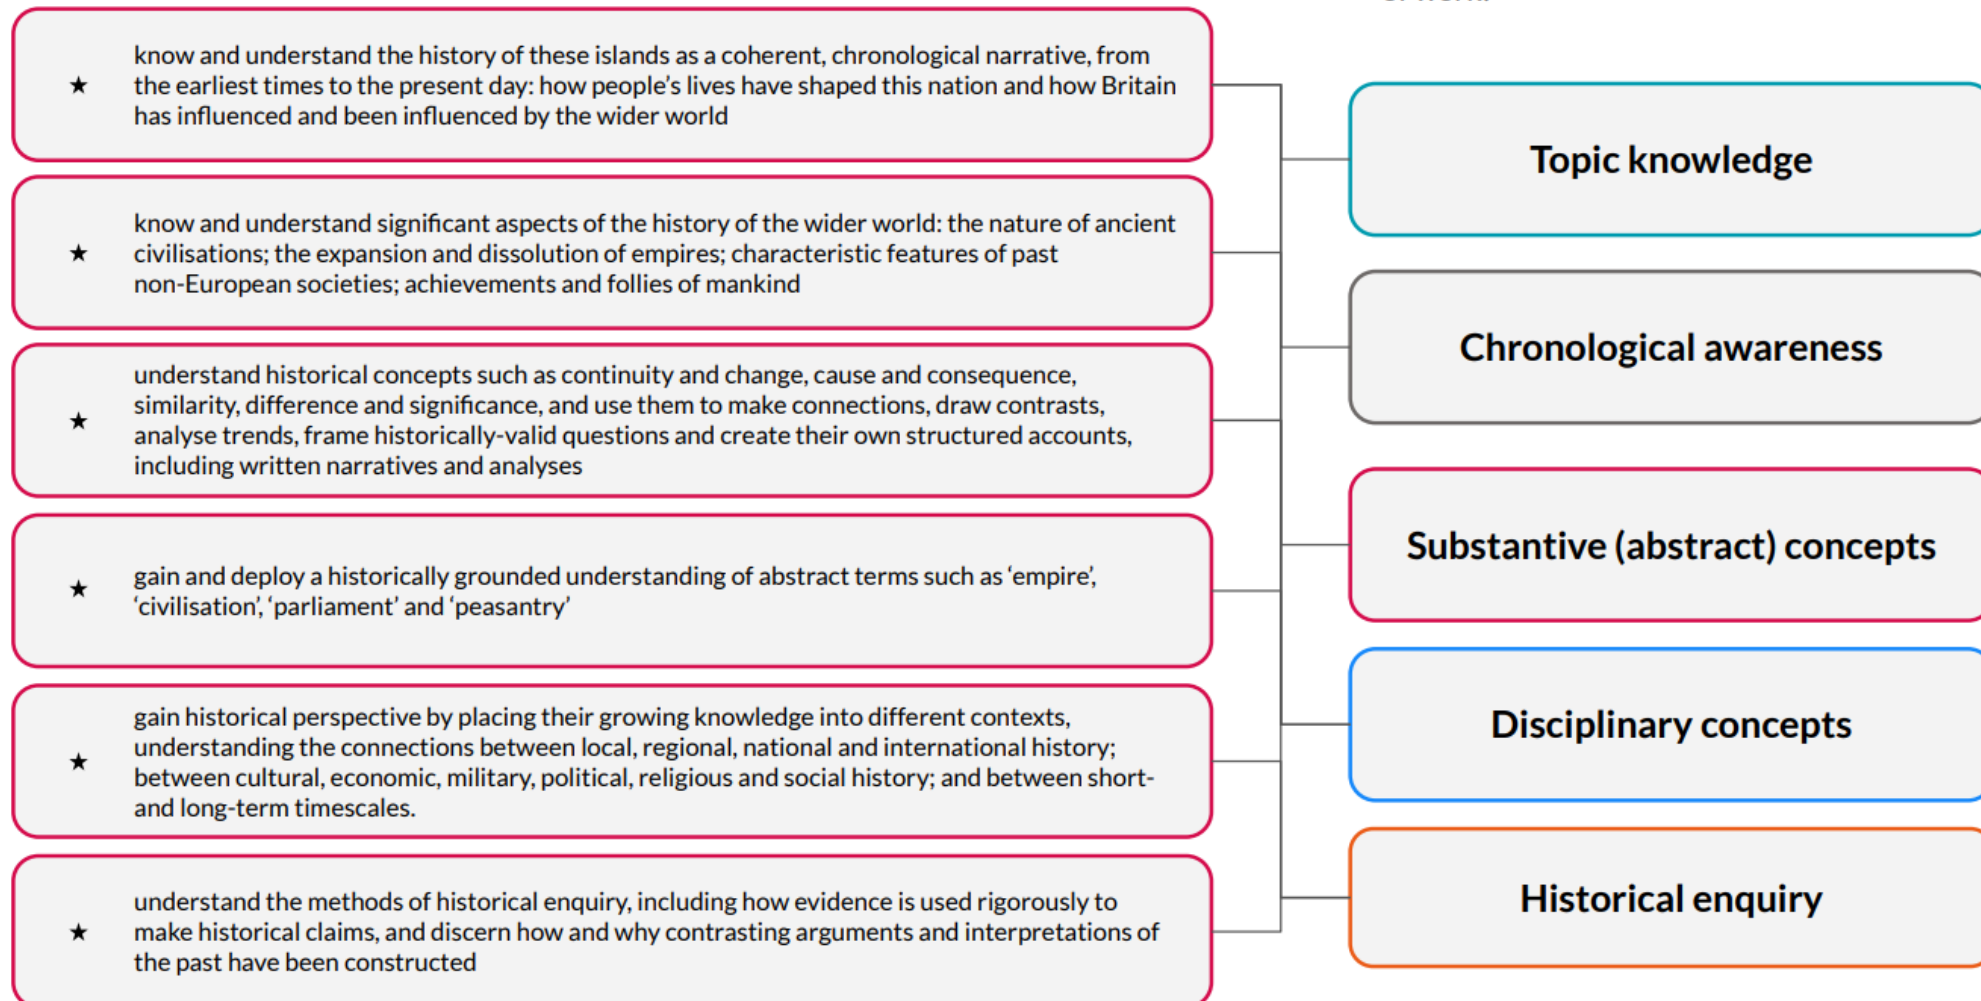 know and understand the history of these islands as a coherent, chronological narrative, from
the earliest times to the present day: how people’s lives have shaped this nation and how Britain
has influenced and been influenced by the wider world
know and understand significant aspects of the history of the wider world: the nature of ancient
civilisations; the expansion and dissolution of empires; characteristic features of past
non-European societies; achievements and follies of mankind
understand historical concepts such as continuity and change, cause and consequence,
similarity, difference and significance, and use them to make connections, draw contrasts,
analyse trends, frame historically-valid questions and create their own structured accounts,
including written narratives and analyses
gain and deploy a historically grounded understanding of abstract terms such as ‘empire’,
‘civilisation’, ‘parliament’ and ‘peasantry’
gain historical perspective by placing their growing knowledge into different contexts,
understanding the connections between local, regional, national and international history;
between cultural, economic, military, political, religious and social history; and between short-
and long-term timescales.
understand the methods of historical enquiry, including how evidence is used rigorously to
make historical claims, and discern how and why contrasting arguments and interpretations of
the past have been constructed
Topic knowledge
Chronological awareness
Substantive (abstract) concepts
Disciplinary concepts
Historical enquiry